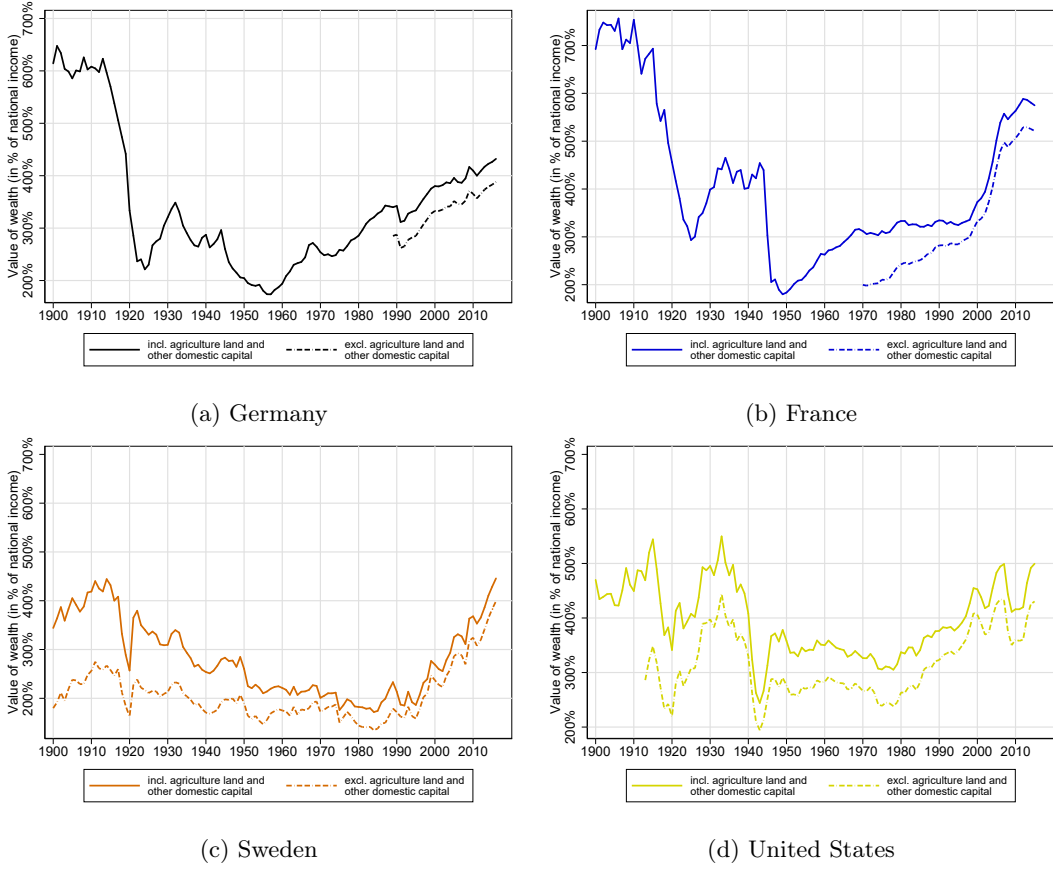 Value of wealth (in % of national income)
700%
600%
500%
400%
300%
200%
1900 1910 1920 1930 1940 1950 1960 1970 1980 1990 2000 2010
incl. agriculture land and
other domestic capital
excl. agriculture land and
other domestic capital
(a) Germany
Value of wealth (in % of national income)
700%
600%
500%
400%
300%
200%
1900 1910 1920 1930 1940 1950 1960 1970 1980 1990 2000 2010
incl. agriculture land and
other domestic capital
excl. agriculture land and
other domestic capital
(b) France
Value of wealth (in % of national income)
700%
600%
500%
400%
300%
200%
1900 1910 1920 1930 1940 1950 1960 1970 1980 1990 2000 2010
incl. agriculture land and
other domestic capital
excl. agriculture land and
other domestic capital
(c) Sweden
Value of wealth (in % of national income)
700%
600%
500%
400%
300%
200%
1900 1910 1920 1930 1940 1950 1960 1970 1980 1990 2000 2010
incl. agriculture land and
other domestic capital
excl. agriculture land and
other domestic capital
(d) United States